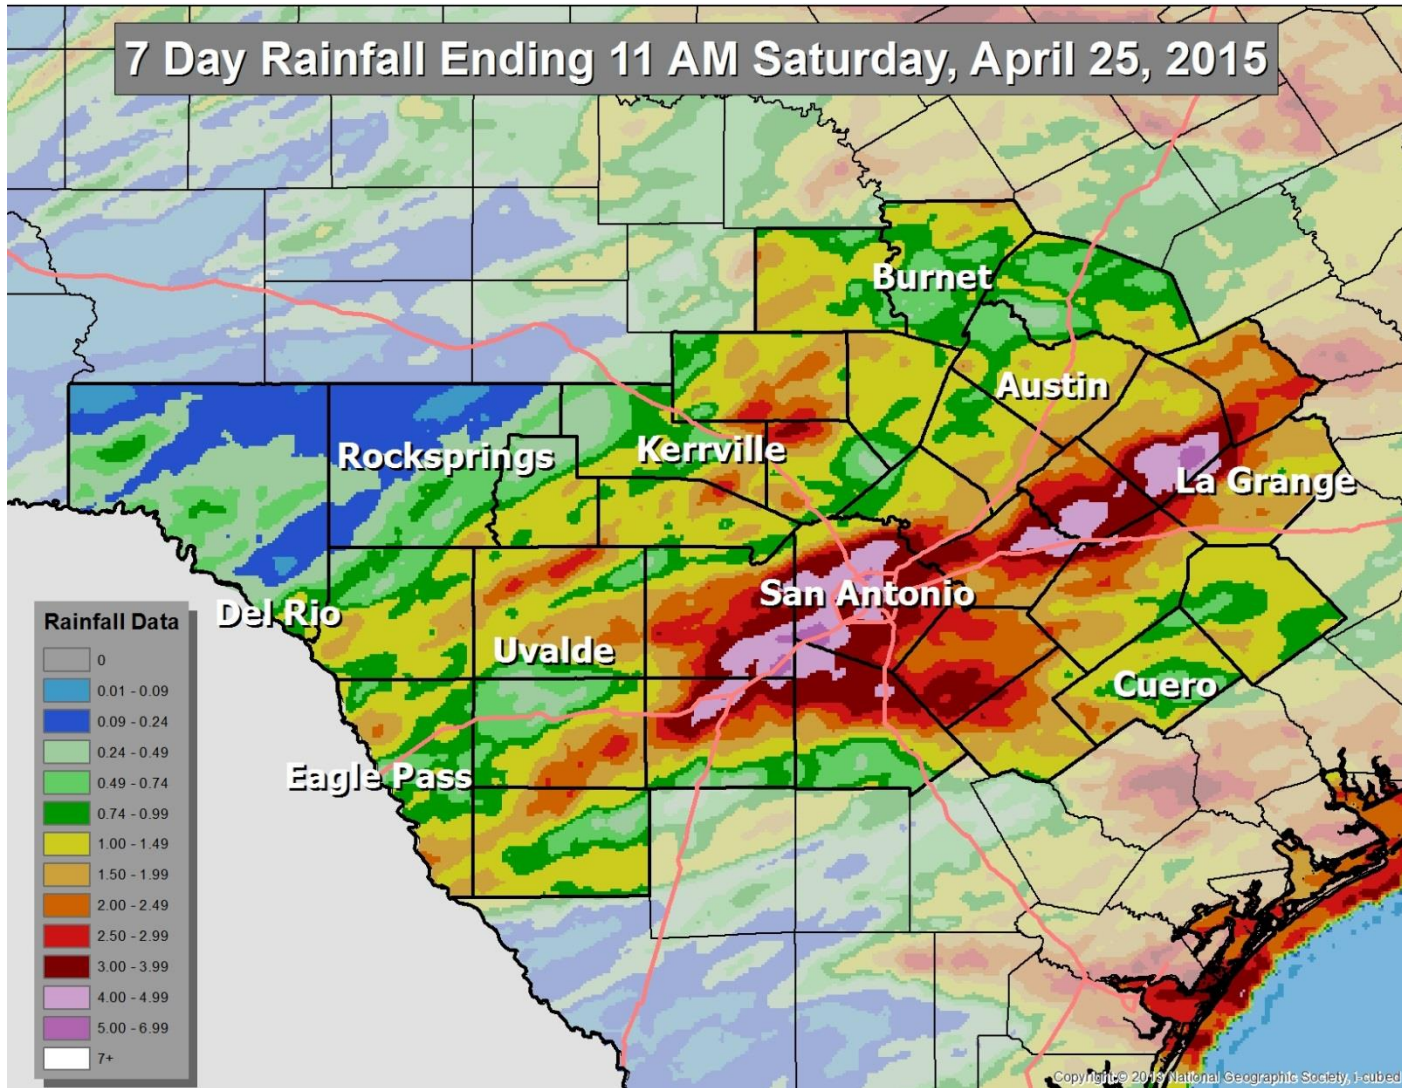 7 Day Rainfall Ending 11 AM Saturday, April 25, 2015
Burnet
Austin
Rocksprings
Kerrville
La Grange
San Antonio
Del Rio
Uvalde
Cuero
Eagle Pass
Rainfall Data
0
0.01 - 0.09
0.09 - 0.24
0.24 - 0.49
0.49 - 0.74
0.74 - 0.99
1.00 - 1.49
1.50 - 1.99
2.00 - 2.49
2.50 - 2.99
3.00 - 3.99
4.00 - 4.99
5.00 - 6.99
7+
Copyright:© 2013 National Geographic Society, i-cubed